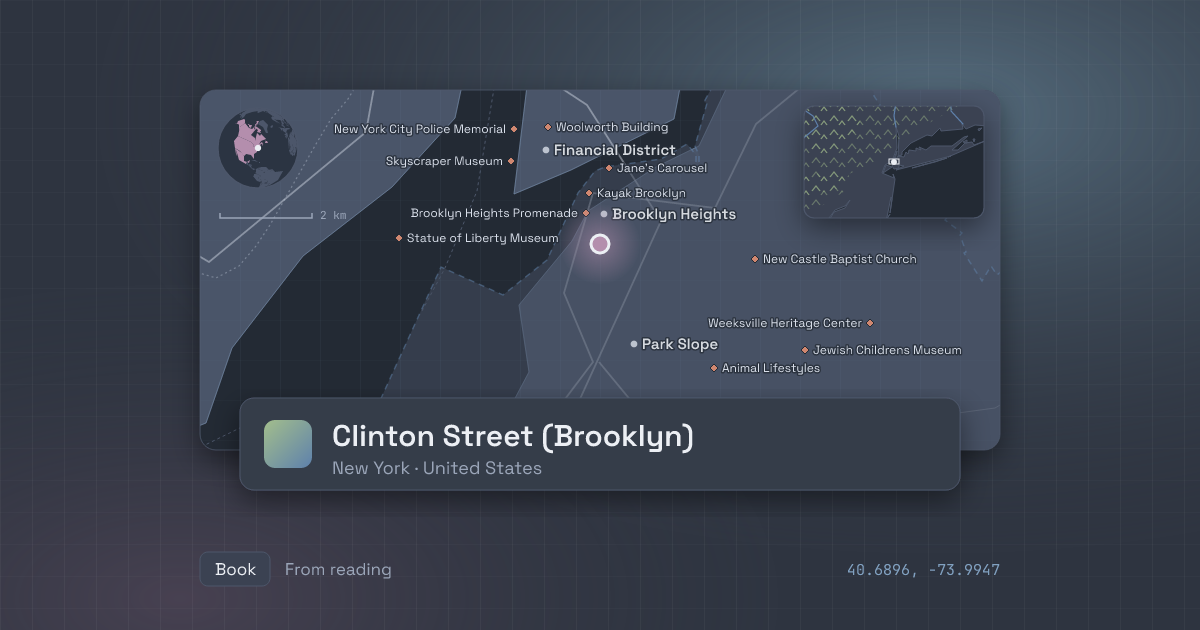 New York City Police Memorial
Woolworth Building
Financial District
Skyscraper Museum
Jane's Carousel
Kayak Brooklyn
Brooklyn Heights Promenade
Brooklyn Heights
2 km
Statue of Liberty Museum
New Castle Baptist Church
Weeksville Heritage Center
Park Slope
Jewish Childrens Museum
Animal Lifestyles
Clinton Street (Brooklyn)
New York · United States
Book
From reading
40.6896, -73.9947